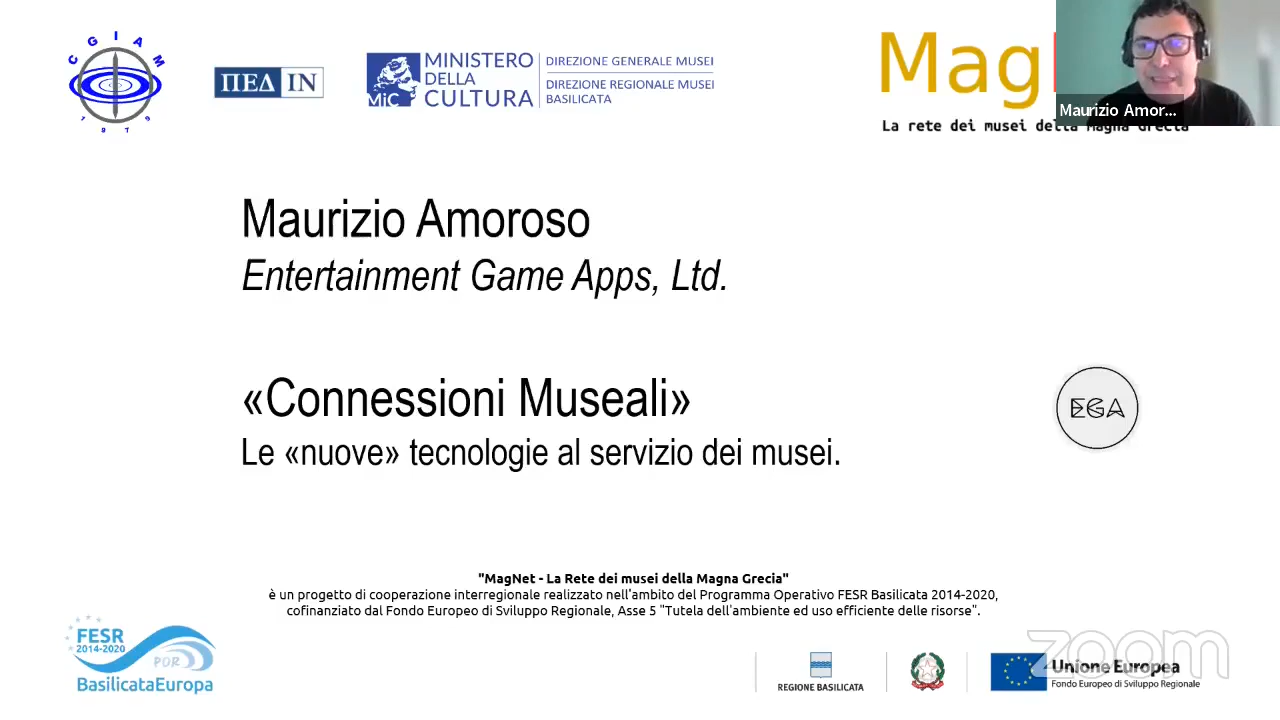 CGIAM
1975
ΠΕΔ IN
MiC
MINISTERO
DELLA
CULTURA
DIREZIONE GENERALE MUSEI
DIREZIONE REGIONALE MUSEI
BASILICATA
Mag
La rete dei musei della Magna Grecia
Maurizio Amor...
Maurizio Amoroso
Entertainment Game Apps, Ltd.
«Connessioni Museali»
Le «nuove» tecnologie al servizio dei musei.
EGA
"MagNet - La Rete dei musei della Magna Grecia"
è un progetto di cooperazione interregionale realizzato nell'ambito del Programma Operativo FESR Basilicata 2014-2020,
cofinanziato dal Fondo Europeo di Sviluppo Regionale, Asse 5 "Tutela dell'ambiente ed uso efficiente delle risorse".
FESR
2014-2020
POR
BasilicataEuropa
REGIONE BASILICATA
Unione Europea
Fondo Europeo di Sviluppo Regionale
zoom